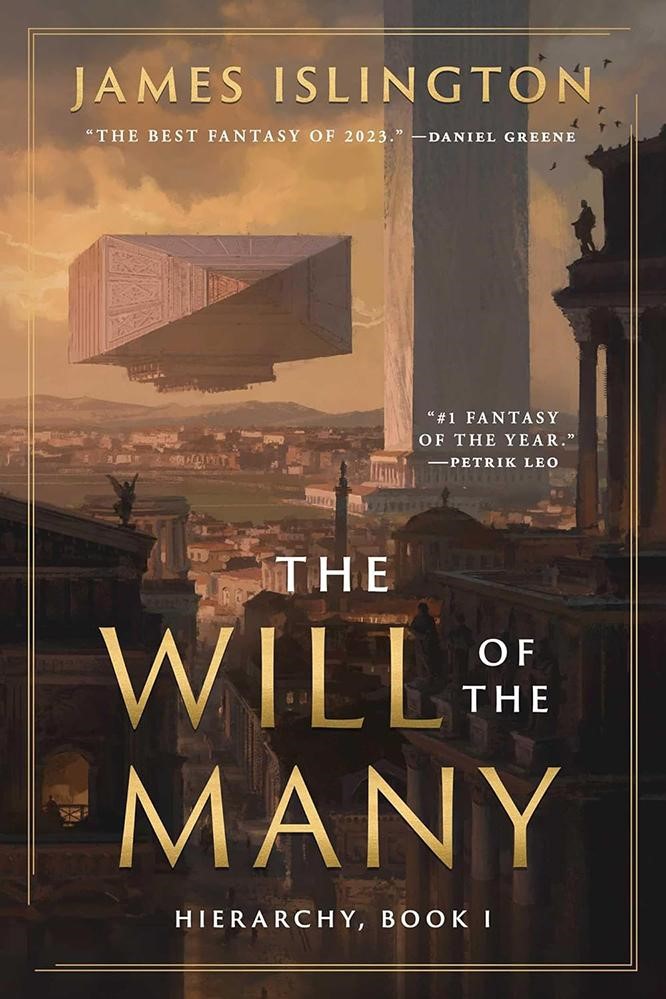 JAMES ISLINGTON
“THE BEST FANTASY OF 2023.” —DANIEL GREENE
“#1 FANTASY
OF THE YEAR.”
—PETRIK LEO
THE
WILL OF THE
MANY
HIERARCHY, BOOK I